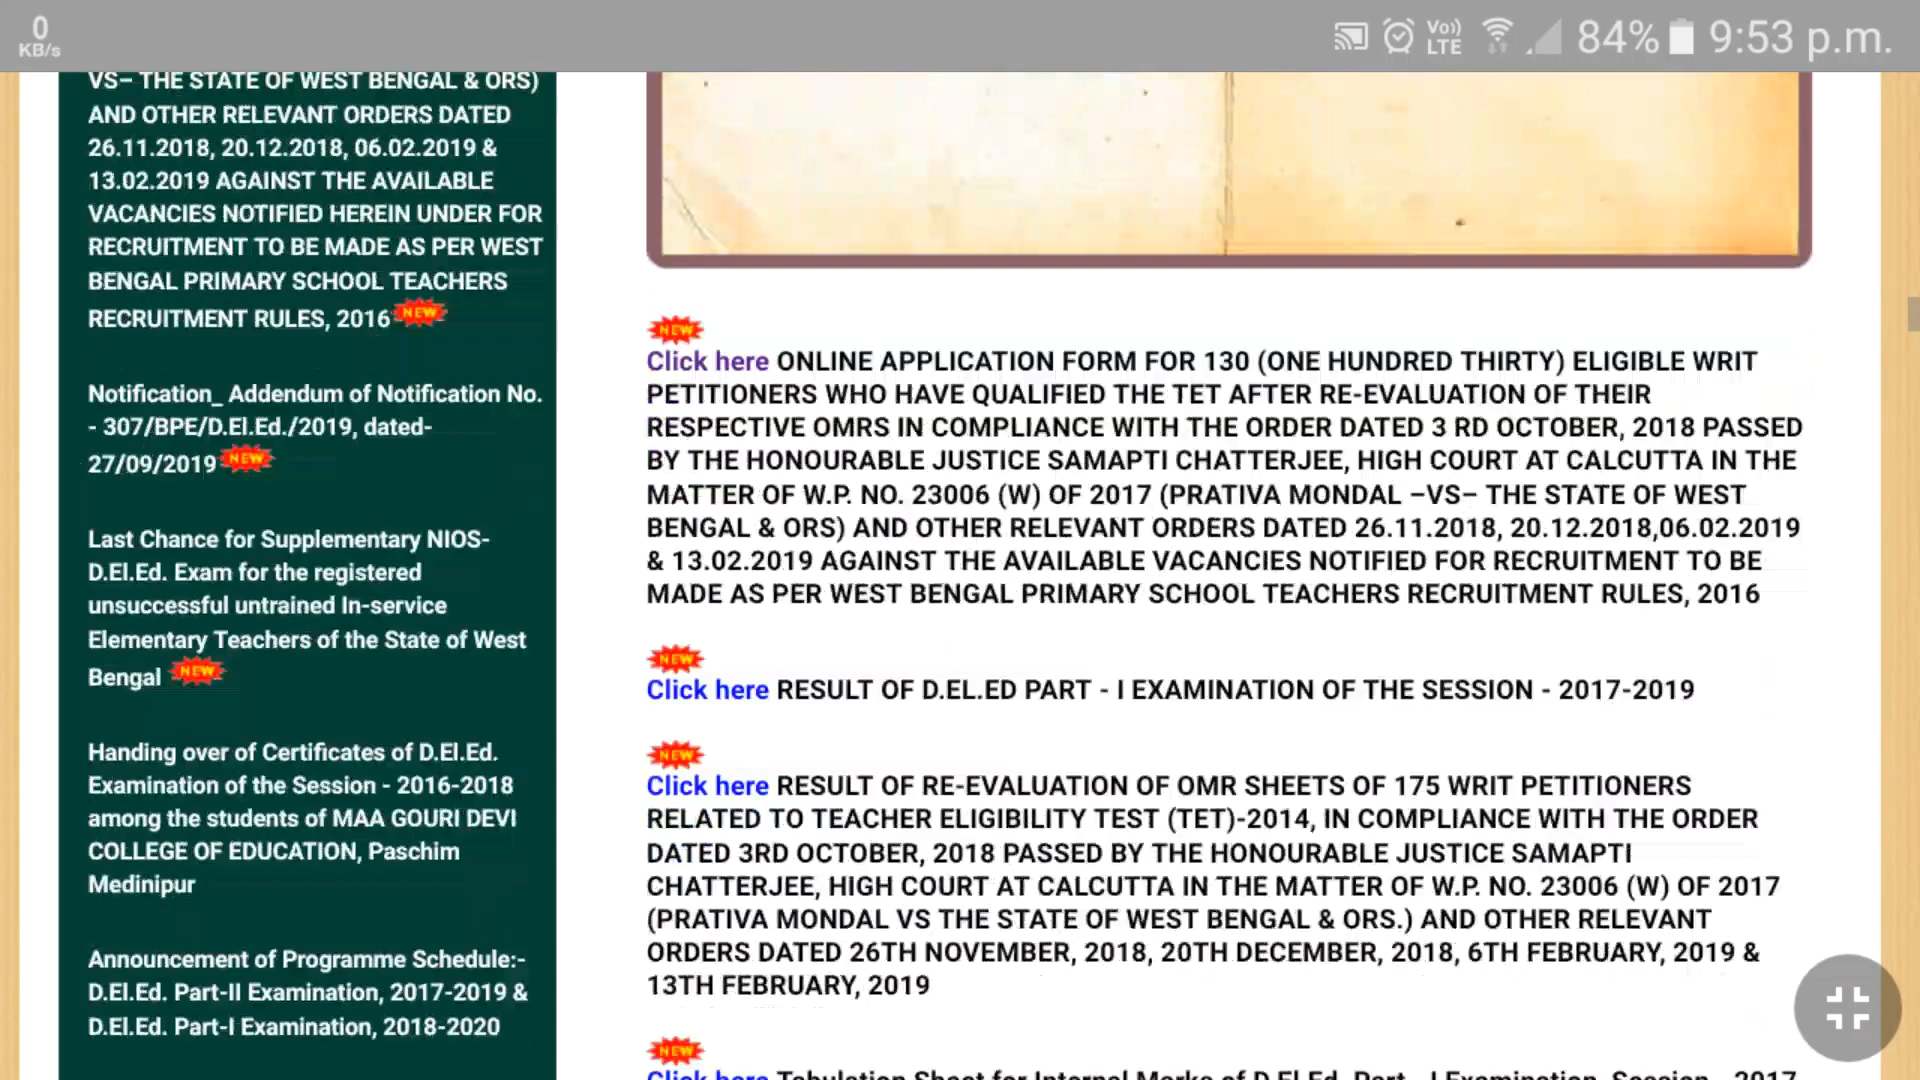 0
KB/s
Vo))
LTE
84%
9:53 p.m.
VS– THE STATE OF WEST BENGAL & ORS)
AND OTHER RELEVANT ORDERS DATED
26.11.2018, 20.12.2018, 06.02.2019 &
13.02.2019 AGAINST THE AVAILABLE
VACANCIES NOTIFIED HEREIN UNDER FOR
RECRUITMENT TO BE MADE AS PER WEST
BENGAL PRIMARY SCHOOL TEACHERS
RECRUITMENT RULES, 2016 NEW
Notification_ Addendum of Notification No.
- 307/BPE/D.El.Ed./2019, dated-
27/09/2019 NEW
Last Chance for Supplementary NIOS-
D.El.Ed. Exam for the registered
unsuccessful untrained In-service
Elementary Teachers of the State of West
Bengal NEW
Handing over of Certificates of D.El.Ed.
Examination of the Session - 2016-2018
among the students of MAA GOURI DEVI
COLLEGE OF EDUCATION, Paschim
Medinipur
Announcement of Programme Schedule:-
D.El.Ed. Part-II Examination, 2017-2019 &
D.El.Ed. Part-I Examination, 2018-2020
NEW
Click here ONLINE APPLICATION FORM FOR 130 (ONE HUNDRED THIRTY) ELIGIBLE WRIT
PETITIONERS WHO HAVE QUALIFIED THE TET AFTER RE-EVALUATION OF THEIR
RESPECTIVE OMRS IN COMPLIANCE WITH THE ORDER DATED 3 RD OCTOBER, 2018 PASSED
BY THE HONOURABLE JUSTICE SAMAPTI CHATTERJEE, HIGH COURT AT CALCUTTA IN THE
MATTER OF W.P. NO. 23006 (W) OF 2017 (PRATIVA MONDAL –VS– THE STATE OF WEST
BENGAL & ORS) AND OTHER RELEVANT ORDERS DATED 26.11.2018, 20.12.2018,06.02.2019
& 13.02.2019 AGAINST THE AVAILABLE VACANCIES NOTIFIED FOR RECRUITMENT TO BE
MADE AS PER WEST BENGAL PRIMARY SCHOOL TEACHERS RECRUITMENT RULES, 2016
NEW
Click here RESULT OF D.EL.ED PART - I EXAMINATION OF THE SESSION - 2017-2019
NEW
Click here RESULT OF RE-EVALUATION OF OMR SHEETS OF 175 WRIT PETITIONERS
RELATED TO TEACHER ELIGIBILITY TEST (TET)-2014, IN COMPLIANCE WITH THE ORDER
DATED 3RD OCTOBER, 2018 PASSED BY THE HONOURABLE JUSTICE SAMAPTI
CHATTERJEE, HIGH COURT AT CALCUTTA IN THE MATTER OF W.P. NO. 23006 (W) OF 2017
(PRATIVA MONDAL VS THE STATE OF WEST BENGAL & ORS.) AND OTHER RELEVANT
ORDERS DATED 26TH NOVEMBER, 2018, 20TH DECEMBER, 2018, 6TH FEBRUARY, 2019 &
13TH FEBRUARY, 2019
NEW
Click here Tabulation Sheet for Internal Marks of D.El.Ed. Part - I Examination, Session - 2017